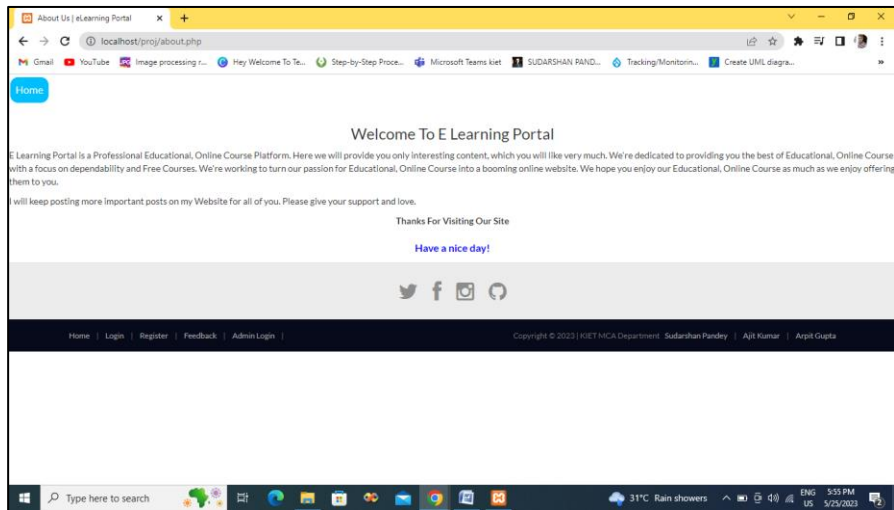 About Us | eLearning Portal
localhost/proj/about.php
Gmail YouTube Image processing r... Hey Welcome To Te... Step-by-Step Proce... Microsoft Teams kiet SUDARSHAN PAND... Tracking/Monitorin... Create UML diagra...
Home
Welcome To E Learning Portal
E Learning Portal is a Professional Educational, Online Course Platform. Here we will provide you only interesting content, which you will like very much. We're dedicated to providing you the best of Educational, Online Course
with a focus on dependability and Free Courses. We're working to turn our passion for Educational, Online Course into a booming online website. We hope you enjoy our Educational, Online Course as much as we enjoy offering
them to you.
I will keep posting more important posts on my Website for all of you. Please give your support and love.
Thanks For Visiting Our Site
Have a nice day!
Home | Login | Register | Feedback | Admin Login | Copyright © 2023 | KIET MCA Department Sudarshan Pandey | Ajit Kumar | Arpit Gupta
Type here to search 31°C Rain showers ENG 5:55 PM
US 5/25/2023